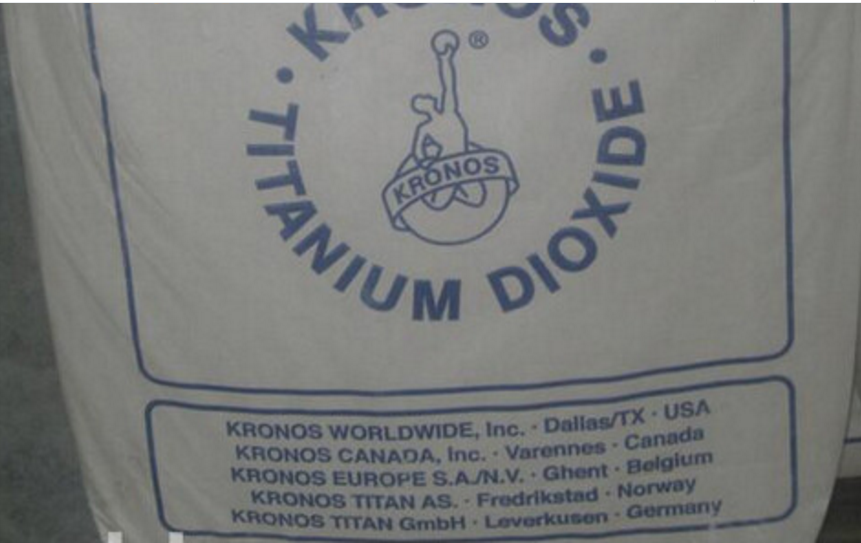 KRONOS
®
KRONOS
TITANIUM DIOXIDE
KRONOS WORLDWIDE, Inc. · Dallas/TX · USA
KRONOS CANADA, Inc. · Varennes · Canada
KRONOS EUROPE S.A./N.V. · Ghent · Belgium
KRONOS TITAN AS. · Fredrikstad · Norway
KRONOS TITAN GmbH · Leverkusen · Germany